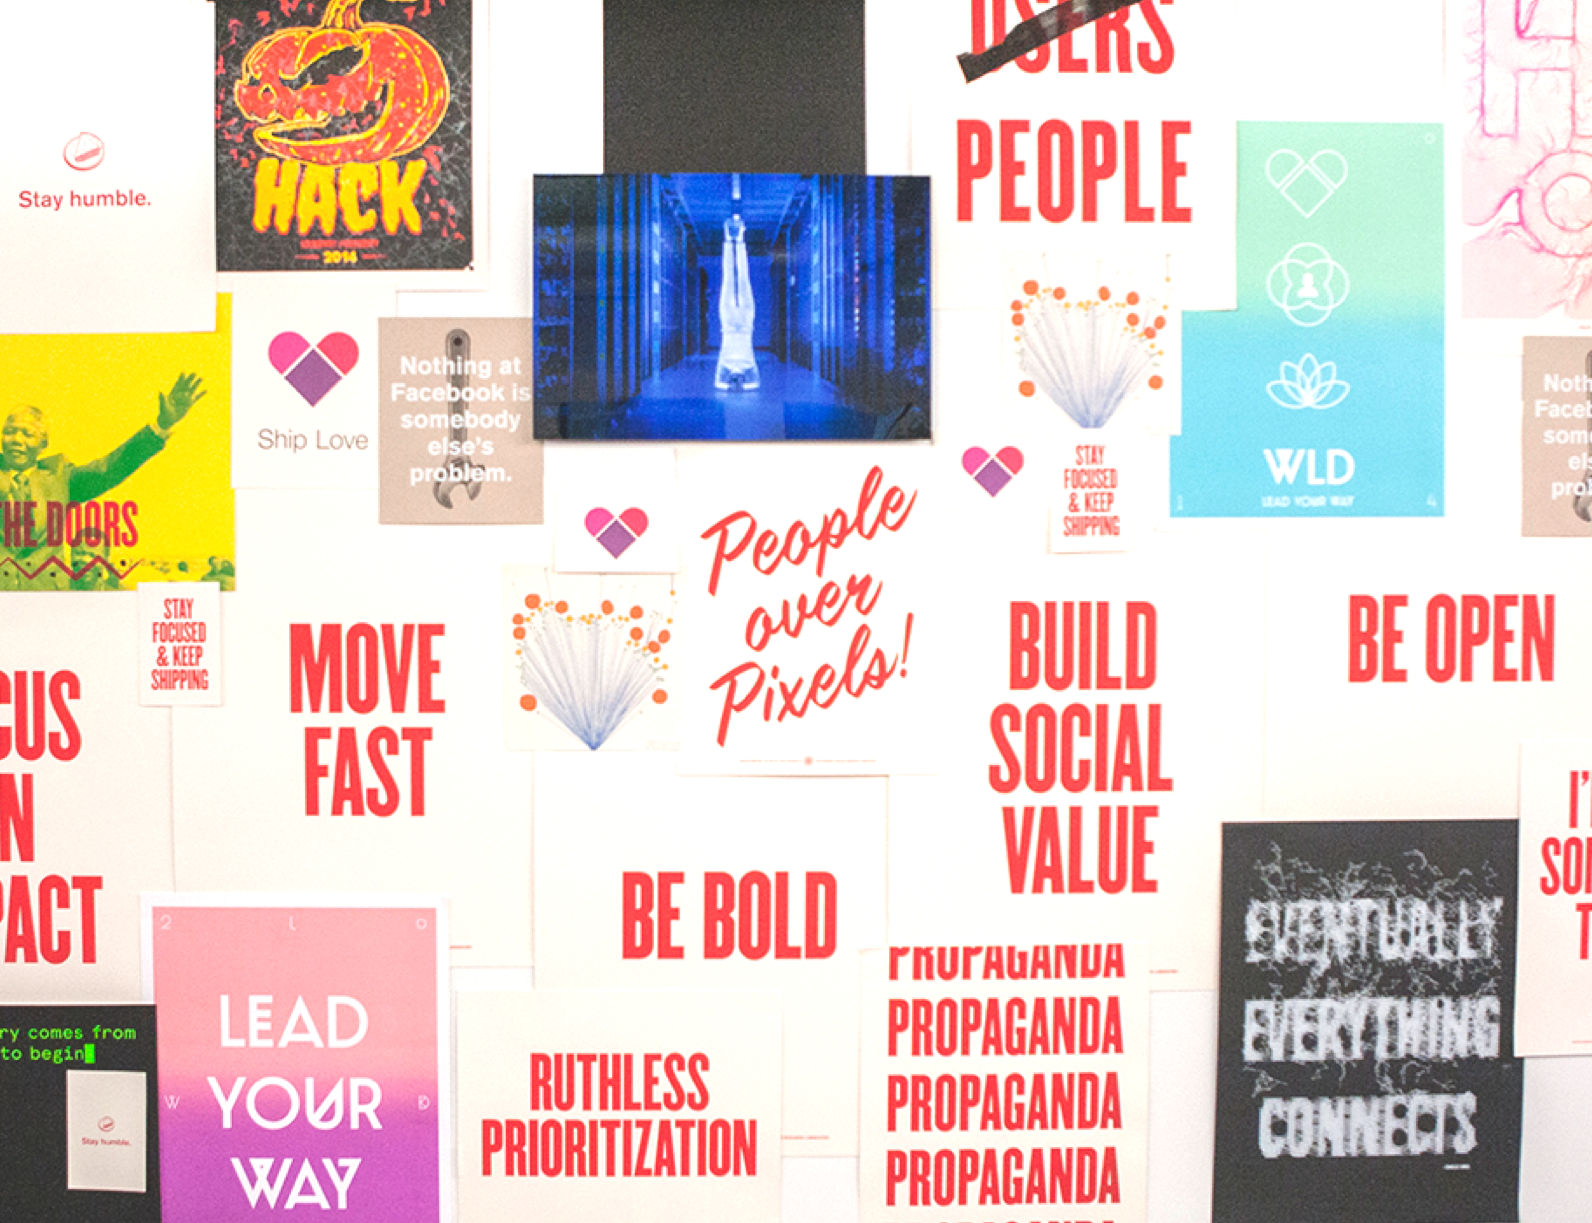 USERS
PEOPLE
Stay humble.
HACK
2014
Ship Love
Nothing at
Facebook is
somebody
else's
problem.
THE DOORS
STAY
FOCUSED
& KEEP
SHIPPING
WLD
LEAD YOUR WAY
1
4
Noth
Faceb
som
els
prob
People
over
Pixels!
STAY
FOCUSED
& KEEP
SHIPPING
MOVE
FAST
BUILD
SOCIAL
VALUE
BE OPEN
CUS
N
PACT
BE BOLD
2 L O
LEAD
YOUR
W D
WAY
ry comes from
to begin
Stay humble.
RUTHLESS
PRIORITIZATION
PROPAGANDA
PROPAGANDA
PROPAGANDA
PROPAGANDA
PROPAGANDA
EVENTUALLY
EVERYTHING
CONNECTS
I'
SO
T